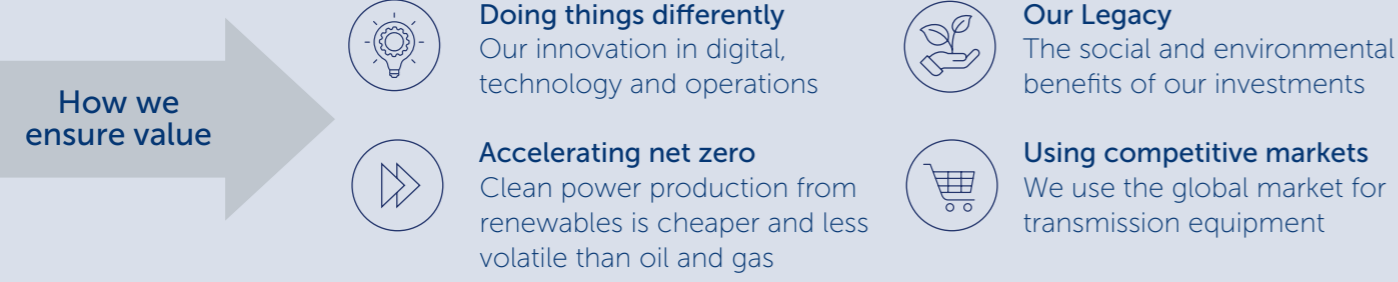 How we
ensure value
Doing things differently
Our innovation in digital,
technology and operations
Accelerating net zero
Clean power production from
renewables is cheaper and less
volatile than oil and gas
Our Legacy
The social and environmental
benefits of our investments
Using competitive markets
We use the global market for
transmission equipment